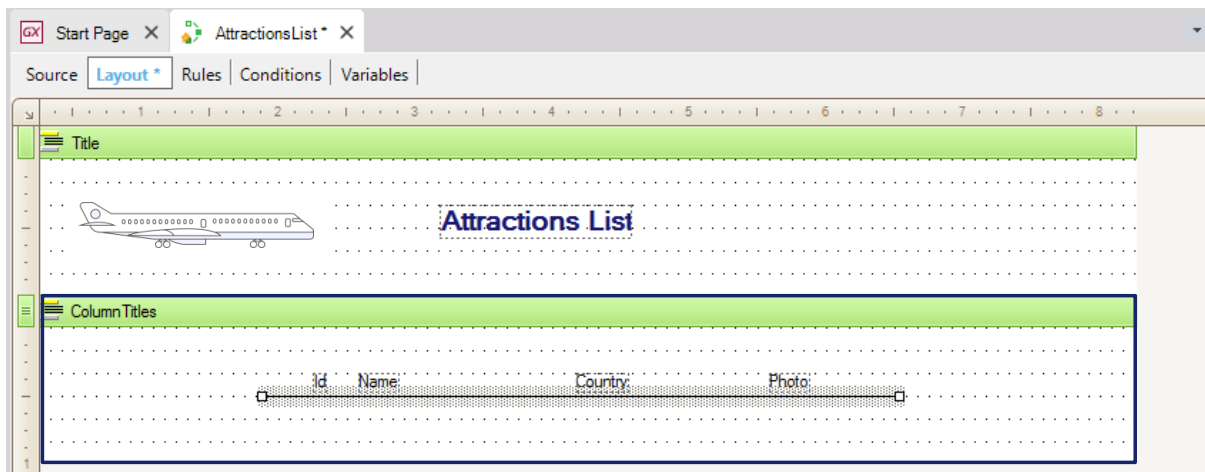 GX Start Page X AttractionsList * X
Source Layout * Rules Conditions Variables
1 2 3 4 5 6 7 8
Title
Attractions List
ColumnTitles
Id Name: Country: Photo:
1